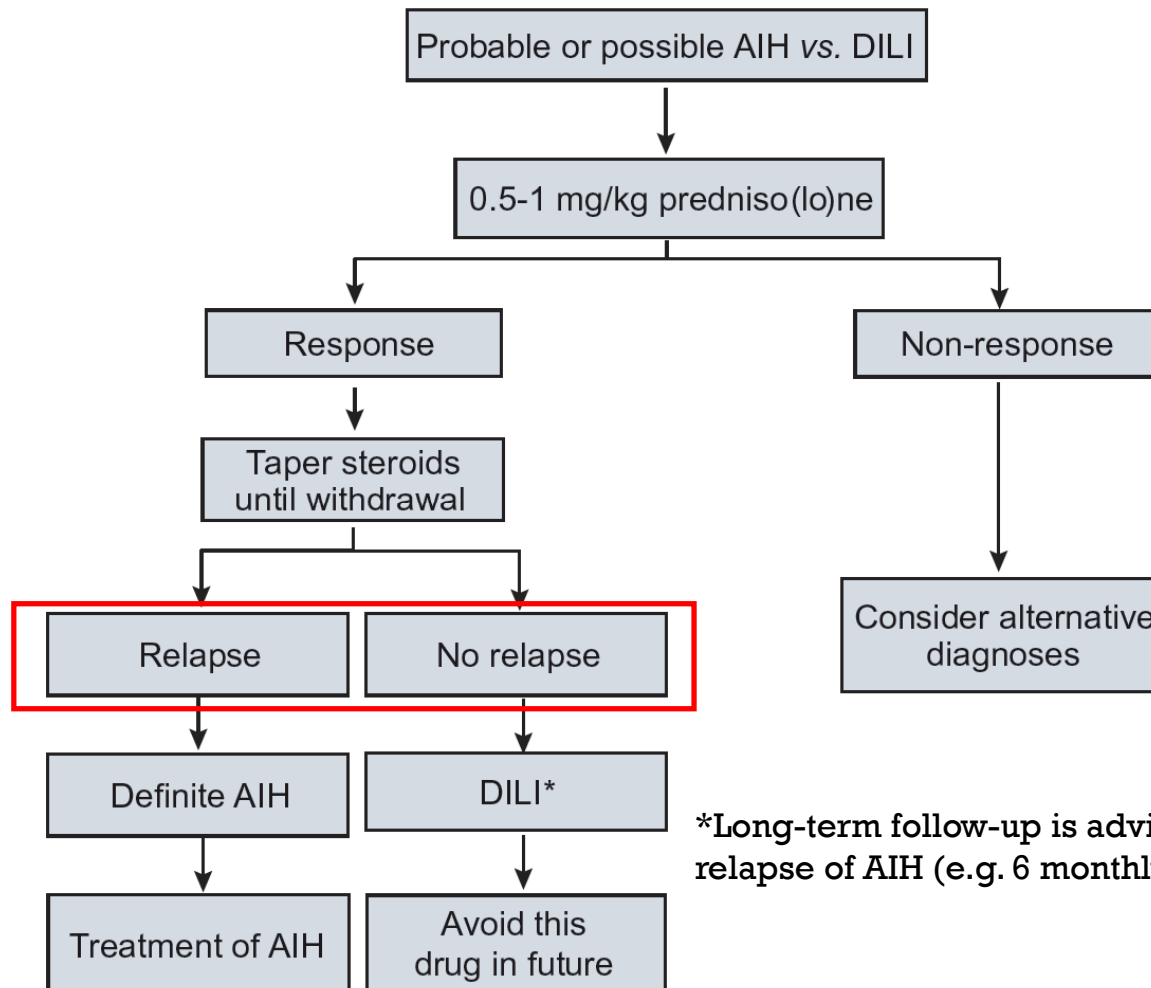 Probable or possible AIH vs. DILI
0.5-1 mg/kg predniso(lo)ne
Response
Non-response
Taper steroids
until withdrawal
Consider alternative
diagnoses
Relapse
No relapse
Definite AIH
DILI*
*Long-term follow-up is advi
relapse of AIH (e.g. 6 monthl
Treatment of AIH
Avoid this
drug in future